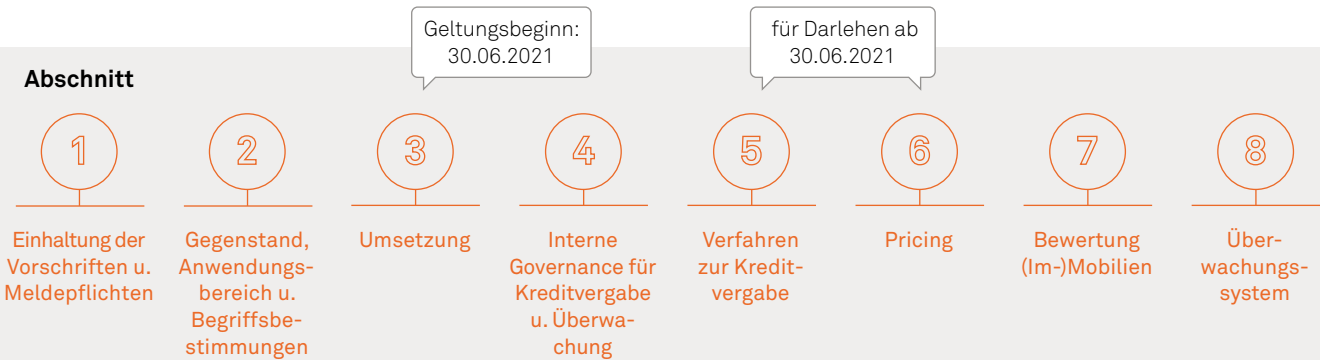 Geltungsbeginn:
30.06.2021
für Darlehen ab
30.06.2021
Abschnitt
1
Einhaltung der
Vorschriften u.
Meldepflichten
2
Gegenstand,
Anwendungs-
bereich u.
Begriffsbe-
stimmungen
3
Umsetzung
4
Interne
Governance für
Kreditvergabe
u. Überwa-
chung
5
Verfahren
zur Kredit-
vergabe
6
Pricing
7
Bewertung
(Im-)Mobilien
8
Über-
wachungs-
system